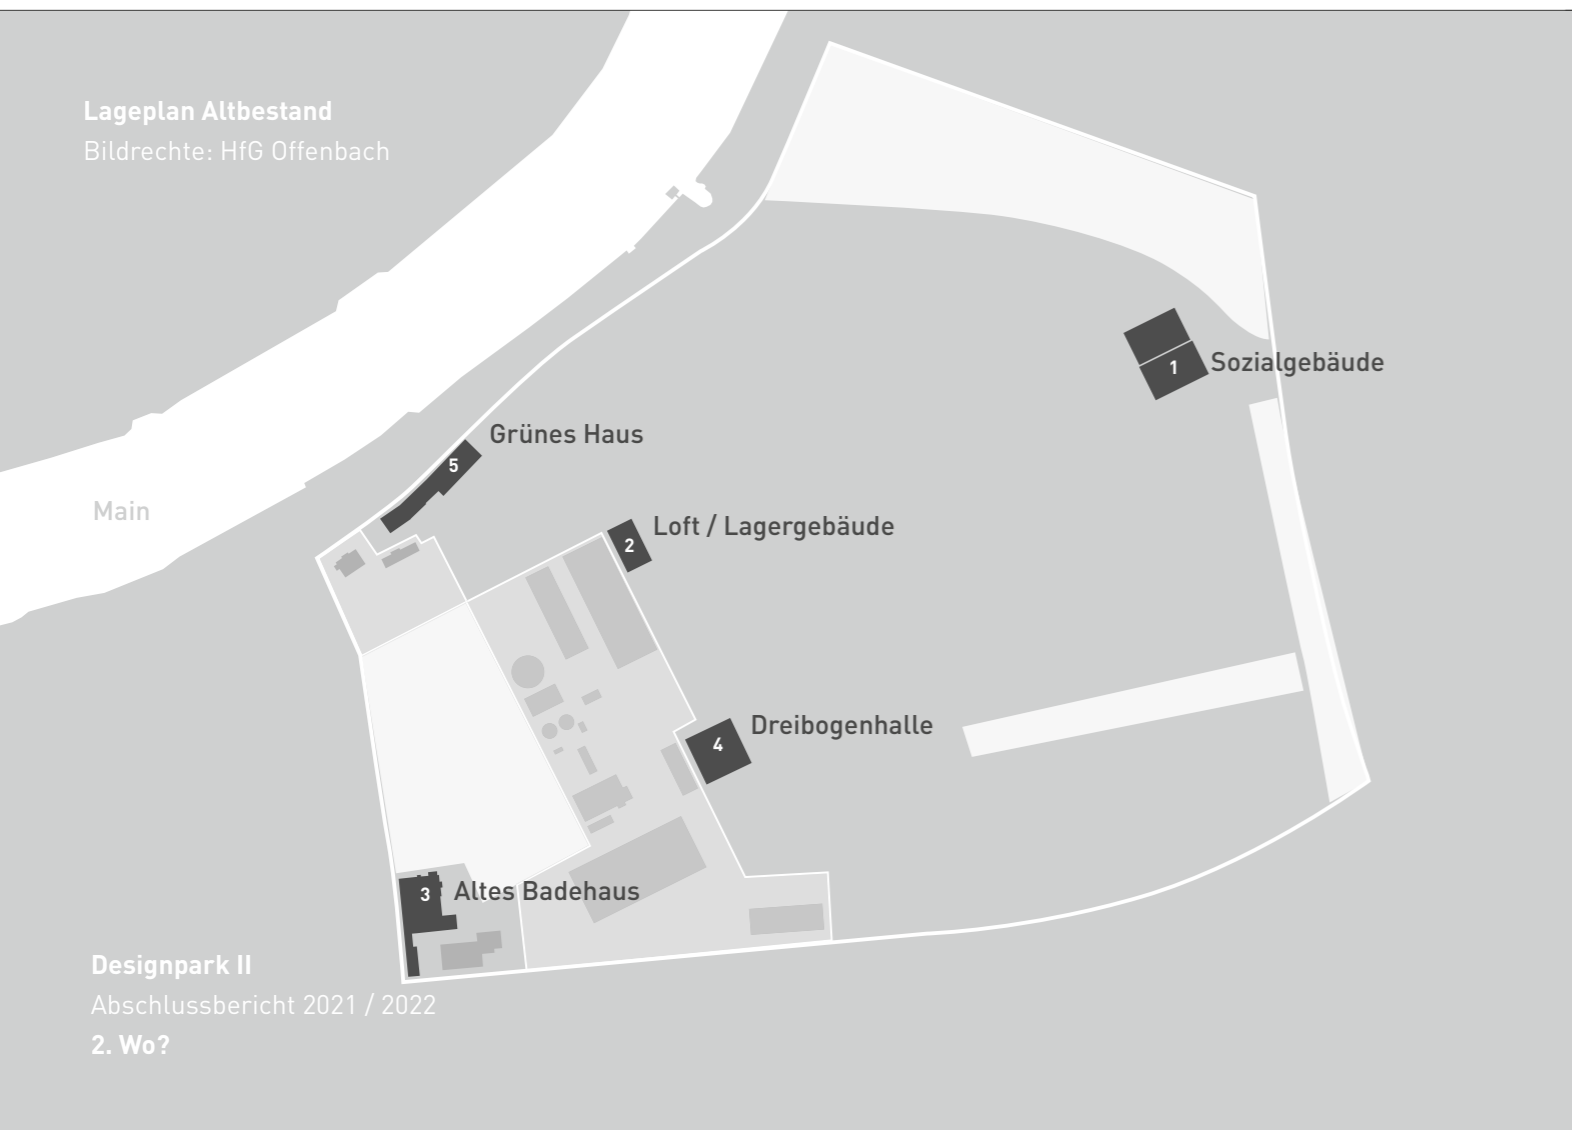 Lageplan Altbestand
Bildrechte: HfG Offenbach
1
Sozialgebäude
Grünes Haus
5
Main
Loft / Lagergebäude
2
Dreibogenhalle
4
3
Altes Badehaus
Designpark II
Abschlussbericht 2021 / 2022
2. Wo?